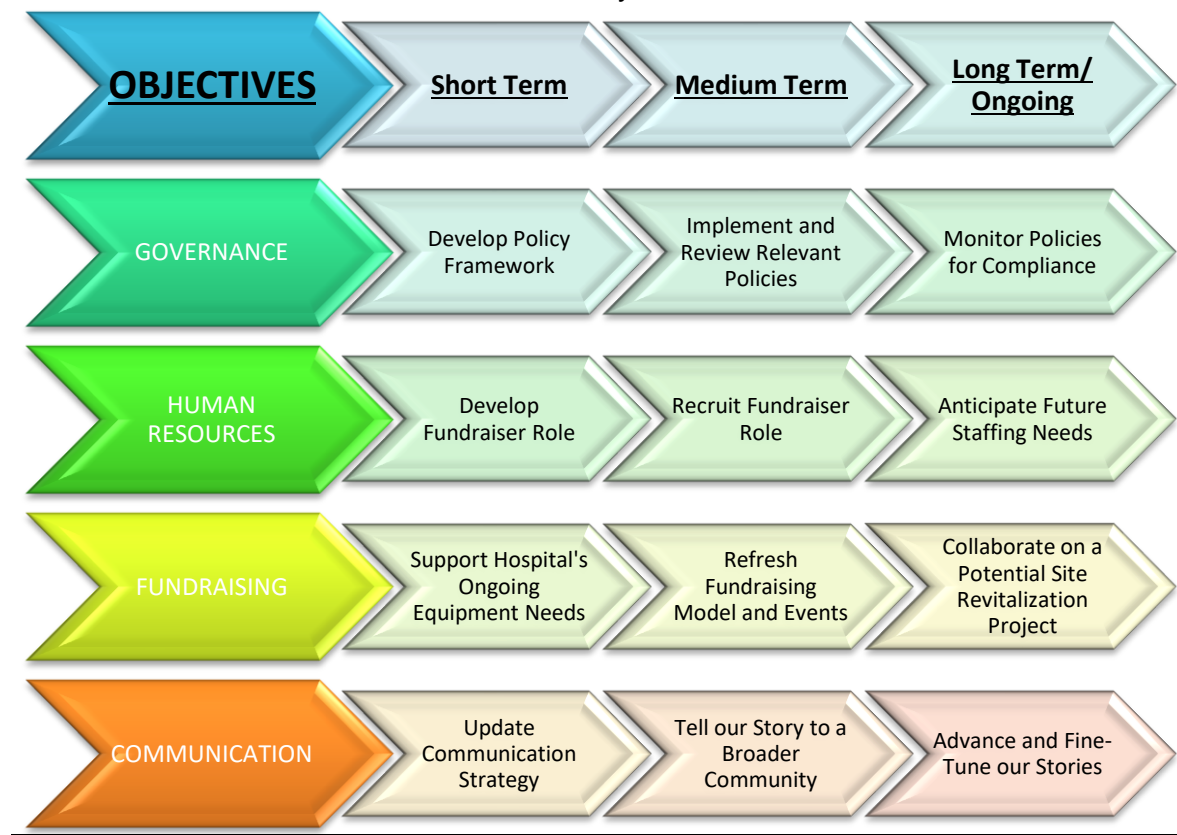 OBJECTIVES
Short Term
Medium Term
Long Term/
Ongoing
GOVERNANCE
Develop Policy
Framework
Implement and
Review Relevant
Policies
Monitor Policies
for Compliance
HUMAN
RESOURCES
Develop
Fundraiser Role
Recruit Fundraiser
Role
Anticipate Future
Staffing Needs
FUNDRAISING
Support Hospital's
Ongoing
Equipment Needs
Refresh
Fundraising
Model and Events
Collaborate on a
Potential Site
Revitalization
Project
COMMUNICATION
Update
Communication
Strategy
Tell our Story to a
Broader
Community
Advance and Fine-
Tune our Stories